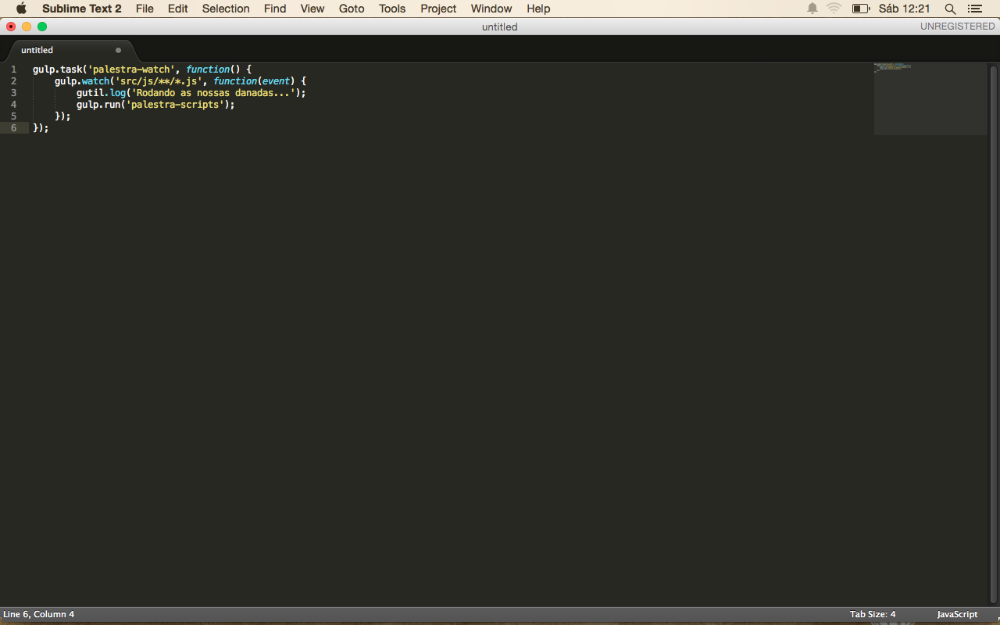 Sublime Text 2 File Edit Selection Find View Goto Tools Project Window Help Sáb 12:21
untitled UNREGISTERED
untitled
1 gulp.task('palestra-watch', function() {
2     gulp.watch('src/js/**/*.js', function(event) {
3         gutil.log('Rodando as nossas danadas...');
4         gulp.run('palestra-scripts');
5     });
6 });
Line 6, Column 4 Tab Size: 4 JavaScript